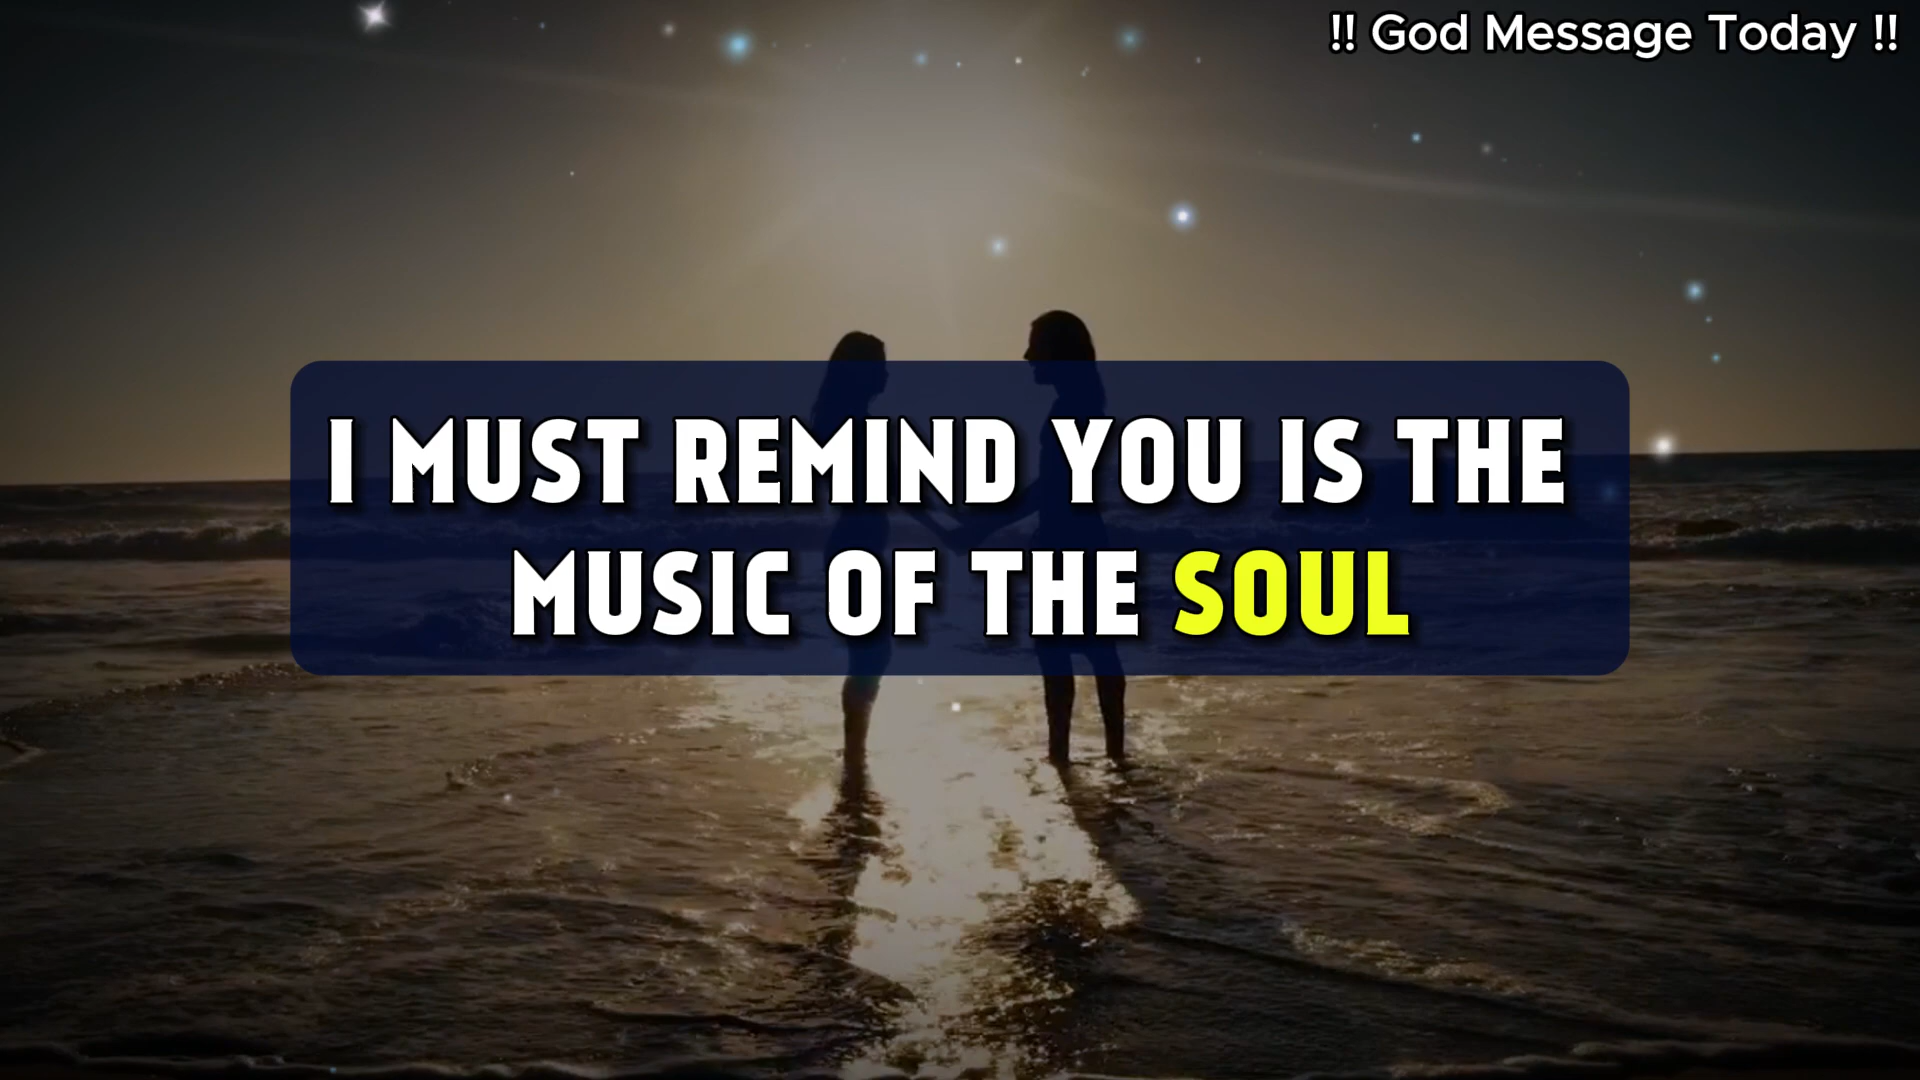 !! God Message Today !!
I MUST REMIND YOU IS THE
MUSIC OF THE SOUL